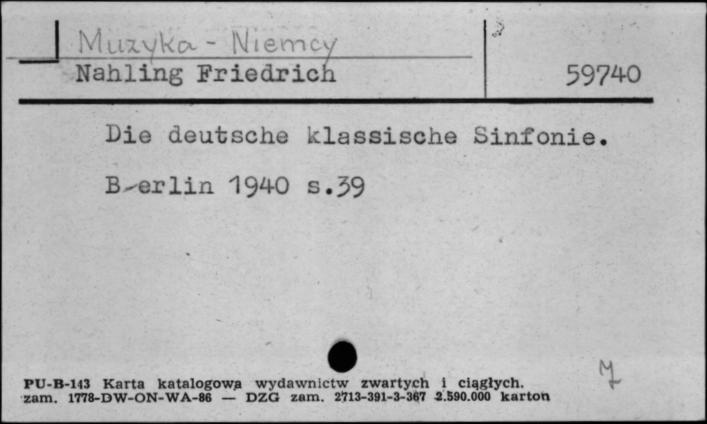 Muzyka - Niemcy
Nahling Friedrich 59740
Die deutsche klassische Sinfonie.
B-erlin 1940 s.39
PU-B-143 Karta katalogowa wydawnictw zwartych i ciągłych.
zam. 1778-DW-ON-WA-86 — DZG zam. 2713-391-3-367 2.590.000 karton